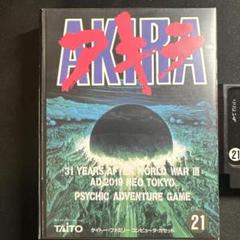 AKIRA
アキラ
31 YEARS AFTER WORLD WAR III
AD・2019 NEO TOKYO
PSYCHIC ADVENTURE GAME
TAITO
タイトー・ファミリーコンピュータ・カセット
21